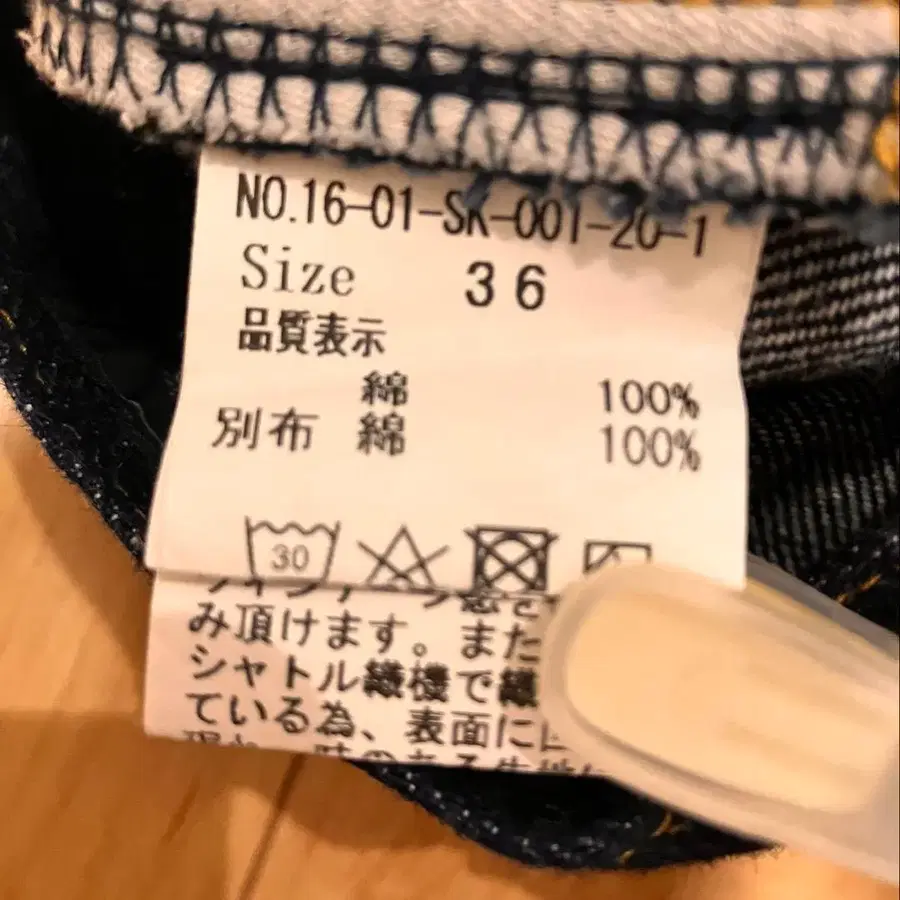 NO.16-01-SK-001-20-1
Size 36
品質表示
綿 100%
別布 綿 100%
30
み頂けます。また
シャトル織機で織
ている為、表面に凹